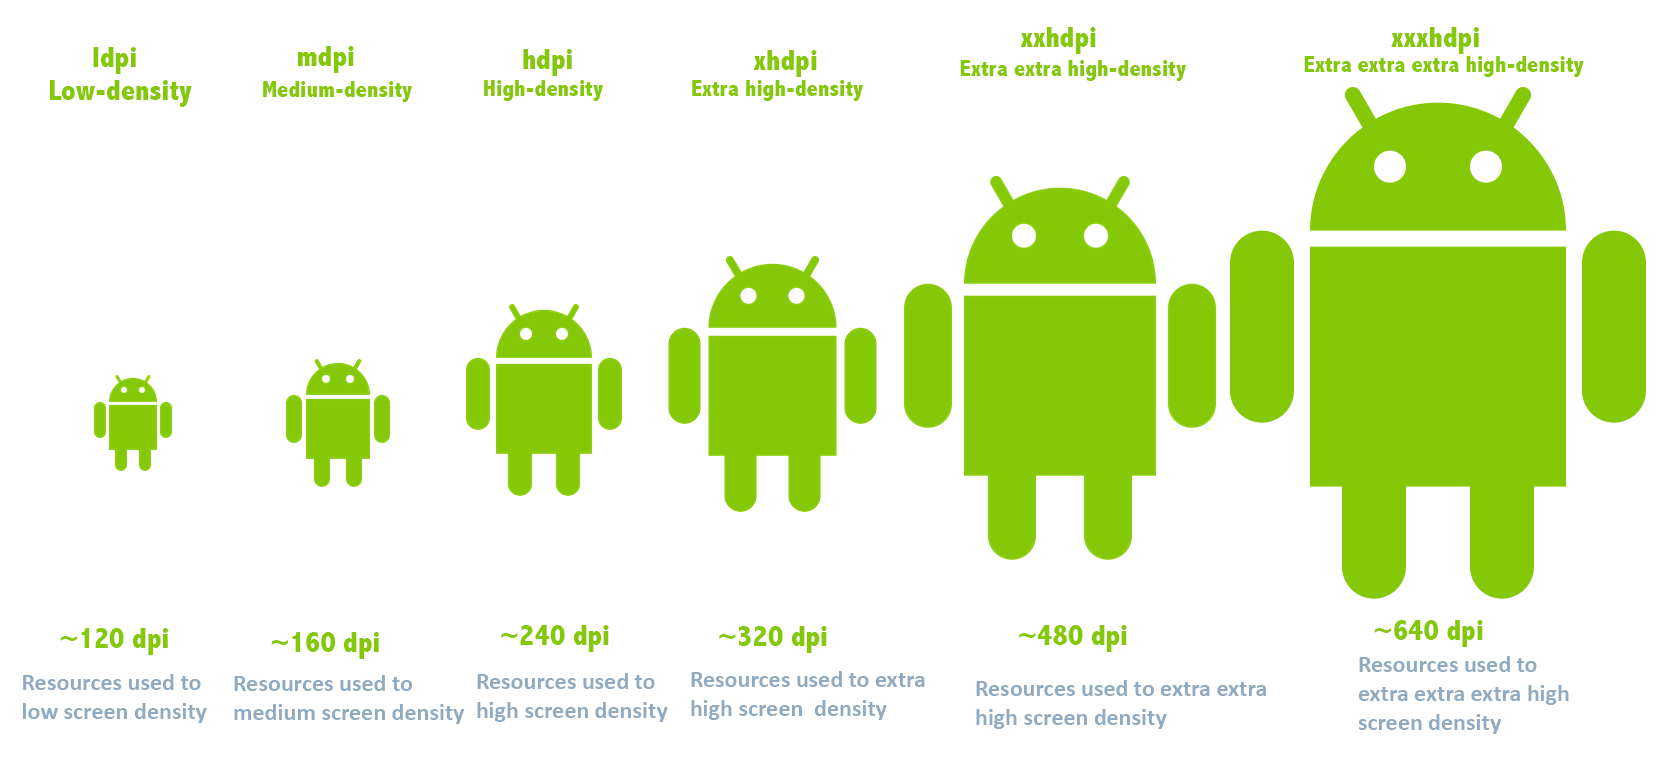 ldpi
Low-density
mdpi
Medium-density
hdpi
High-density
xhdpi
Extra high-density
xxhdpi
Extra extra high-density
xxxhdpi
Extra extra extra high-density
~120 dpi
Resources used to
low screen density
~160 dpi
Resources used to
medium screen density
~240 dpi
Resources used to
high screen density
~320 dpi
Resources used to extra
high screen  density
~480 dpi
Resources used to extra extra
high screen density
~640 dpi
Resources used to
extra extra extra high
screen density